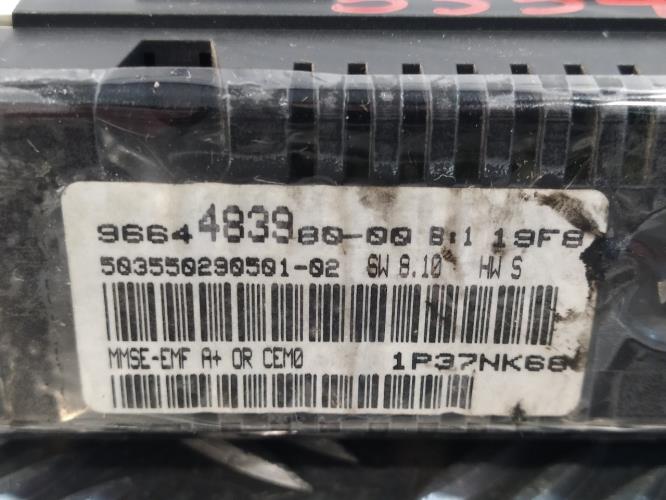 9664483980-00 B:1 19F8
503550290501-02 SW 8.10 HW S
MMSE-EMF A+ OR CEM0 1P37NK68